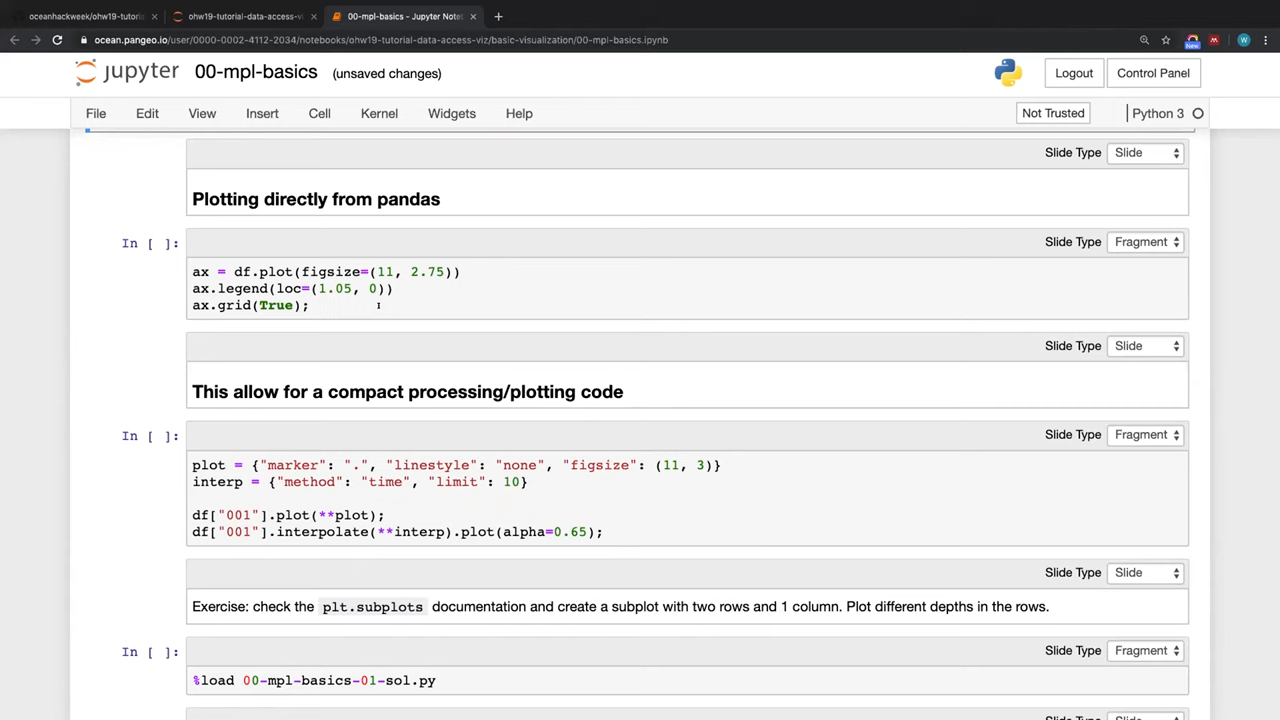 oceanhackweek/ohw19-tutori
ohw19-tutorial-data-access-vi
00-mpl-basics - Jupyter Note
ocean.pangeo.io/user/0000-0002-4112-2034/notebooks/ohw19-tutorial-data-access-viz/basic-visualization/00-mpl-basics.ipynb
New
W
jupyter 00-mpl-basics (unsaved changes)
Logout
Control Panel
File Edit View Insert Cell Kernel Widgets Help
Not Trusted
Python 3
Slide Type Slide
Plotting directly from pandas
In [ ]:
Slide Type Fragment
ax = df.plot(figsize=(11, 2.75))
ax.legend(loc=(1.05, 0))
ax.grid(True);
Slide Type Slide
This allow for a compact processing/plotting code
In [ ]:
Slide Type Fragment
plot = {"marker": ".", "linestyle": "none", "figsize": (11, 3)}
interp = {"method": "time", "limit": 10}
df["001"].plot(**plot);
df["001"].interpolate(**interp).plot(alpha=0.65);
Slide Type Slide
Exercise: check the plt.subplots documentation and create a subplot with two rows and 1 column. Plot different depths in the rows.
In [ ]:
Slide Type Fragment
%load 00-mpl-basics-01-sol.py